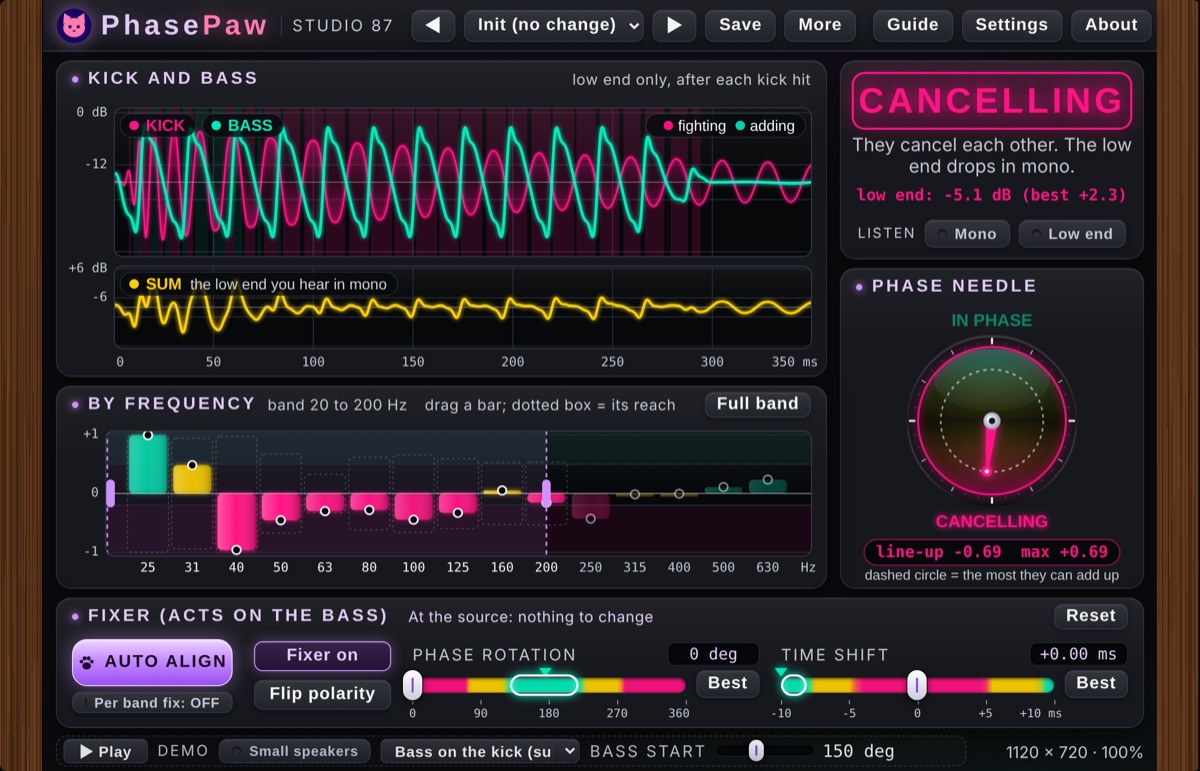 PhasePaw STUDIO 87 ◀ Init (no change) ▶ Save More Guide Settings About
KICK AND BASS low end only, after each kick hit
0 dB
KICK BASS fighting adding
-12
+6 dB
SUM the low end you hear in mono
-6
0 50 100 150 200 250 300 350 ms
CANCELLING
They cancel each other. The low
end drops in mono.
low end: -5.1 dB (best +2.3)
LISTEN Mono Low end
PHASE NEEDLE
IN PHASE
CANCELLING
line-up -0.69 max +0.69
dashed circle = the most they can add up
BY FREQUENCY band 20 to 200 Hz drag a bar; dotted box = its reach Full band
+1
0
-1
25 31 40 50 63 80 100 125 160 200 250 315 400 500 630 Hz
FIXER (ACTS ON THE BASS) At the source: nothing to change Reset
AUTO ALIGN
Per band fix: OFF
Fixer on
Flip polarity
PHASE ROTATION 0 deg
Best
0 90 180 270 360
TIME SHIFT +0.00 ms
Best
-10 -5 0 +5 +10 ms
▶ Play DEMO Small speakers Bass on the kick (su BASS START 150 deg 1120 × 720 · 100%